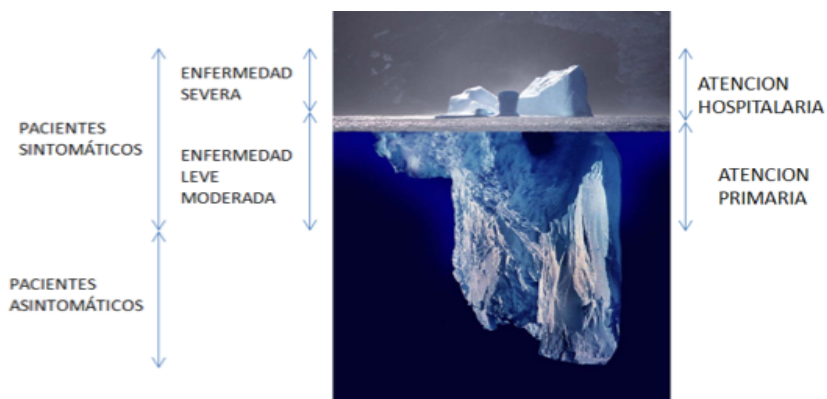 PACIENTES
SINTOMÁTICOS
PACIENTES
ASINTOMÁTICOS
ENFERMEDAD
SEVERA
ENFERMEDAD
LEVE
MODERADA
ATENCION
HOSPITALARIA
ATENCION
PRIMARIA